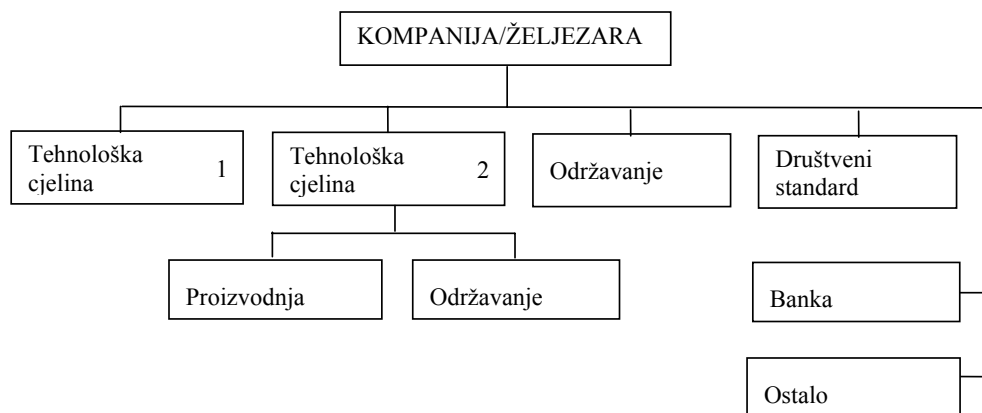 KOMPANIJA/ŽELJEZARA
Tehnološka
cjelina 1
Tehnološka
cjelina 2
Održavanje
Društveni
standard
Proizvodnja
Održavanje
Banka
Ostalo